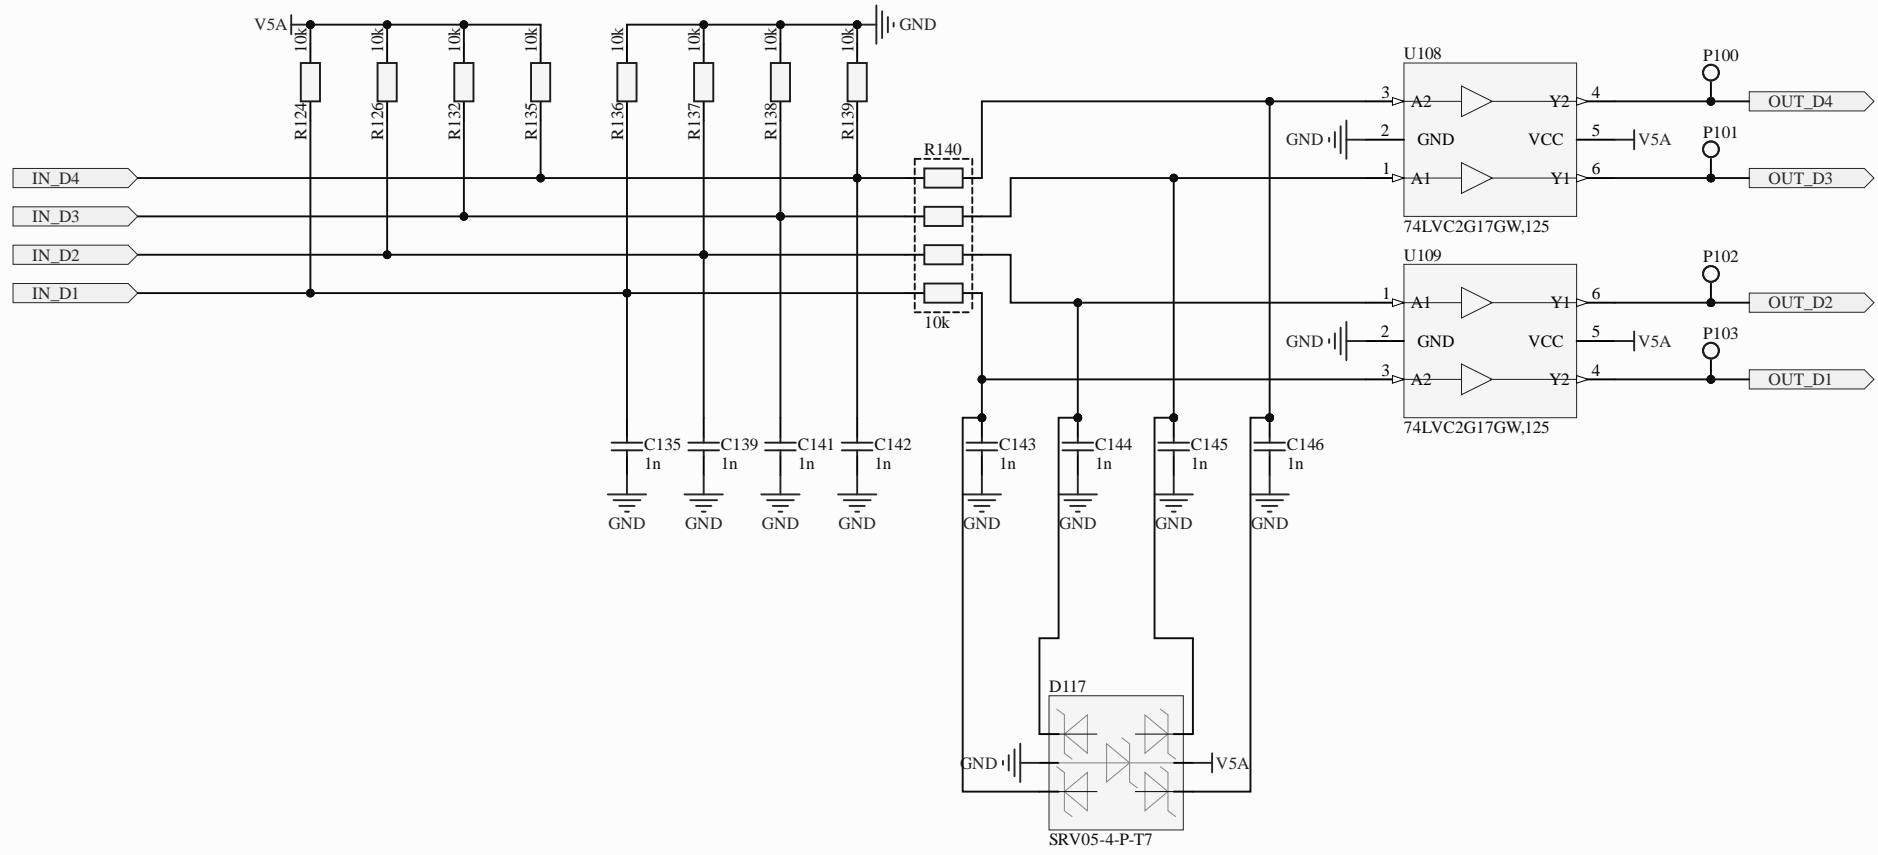 V5A
10k
10k
10k
10k
10k
10k
10k
10k
GND
R124
R126
R132
R135
R136
R137
R138
R139
IN_D4
IN_D3
IN_D2
IN_D1
R140
10k
U108
3 A2 Y2 4
GND 2 GND VCC 5 V5A
1 A1 Y1 6
74LVC2G17GW,125
P100
OUT_D4
P101
OUT_D3
U109
1 A1 Y1 6
GND 2 GND VCC 5 V5A
3 A2 Y2 4
74LVC2G17GW,125
P102
OUT_D2
P103
OUT_D1
C135
1n
GND
C139
1n
GND
C141
1n
GND
C142
1n
GND
C143
1n
GND
C144
1n
GND
C145
1n
GND
C146
1n
GND
D117
GND
V5A
SRV05-4-P-T7